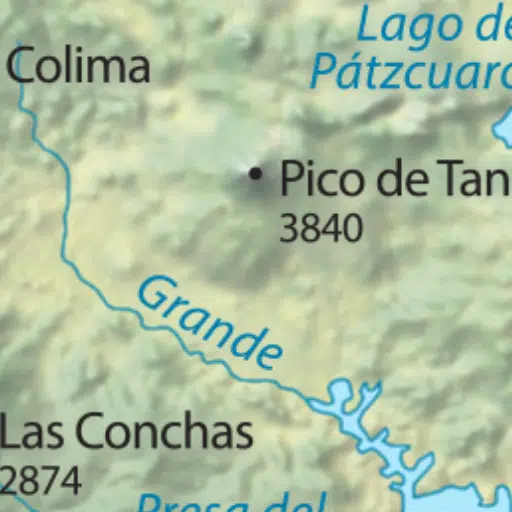 Lago de
Pátzcuaro
Colima
Pico de Tan
3840
Grande
Las Conchas
2874
Presa del